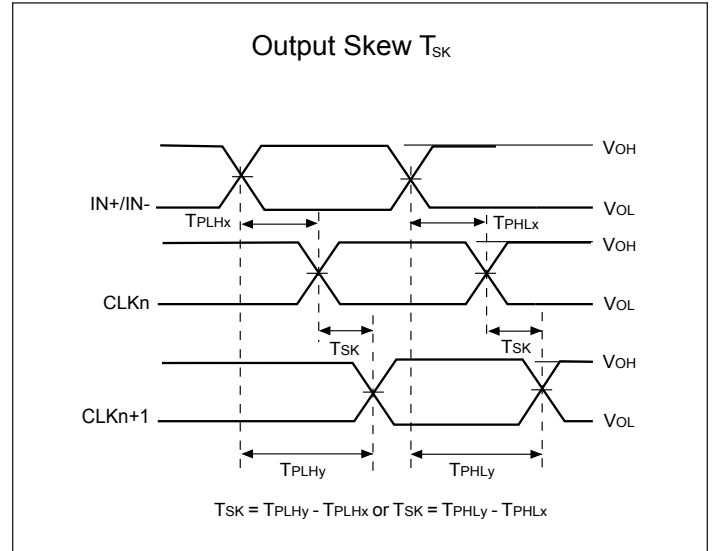 Output Skew TSK
VOH
IN+/IN-
VOL
TPLHx
TPHLx
VOH
CLKn
VOL
TSK
TSK
VOH
CLKn+1
VOL
TPLHy
TPHLy
TSK = TPLHy - TPLHx or TSK = TPHLy - TPHLx